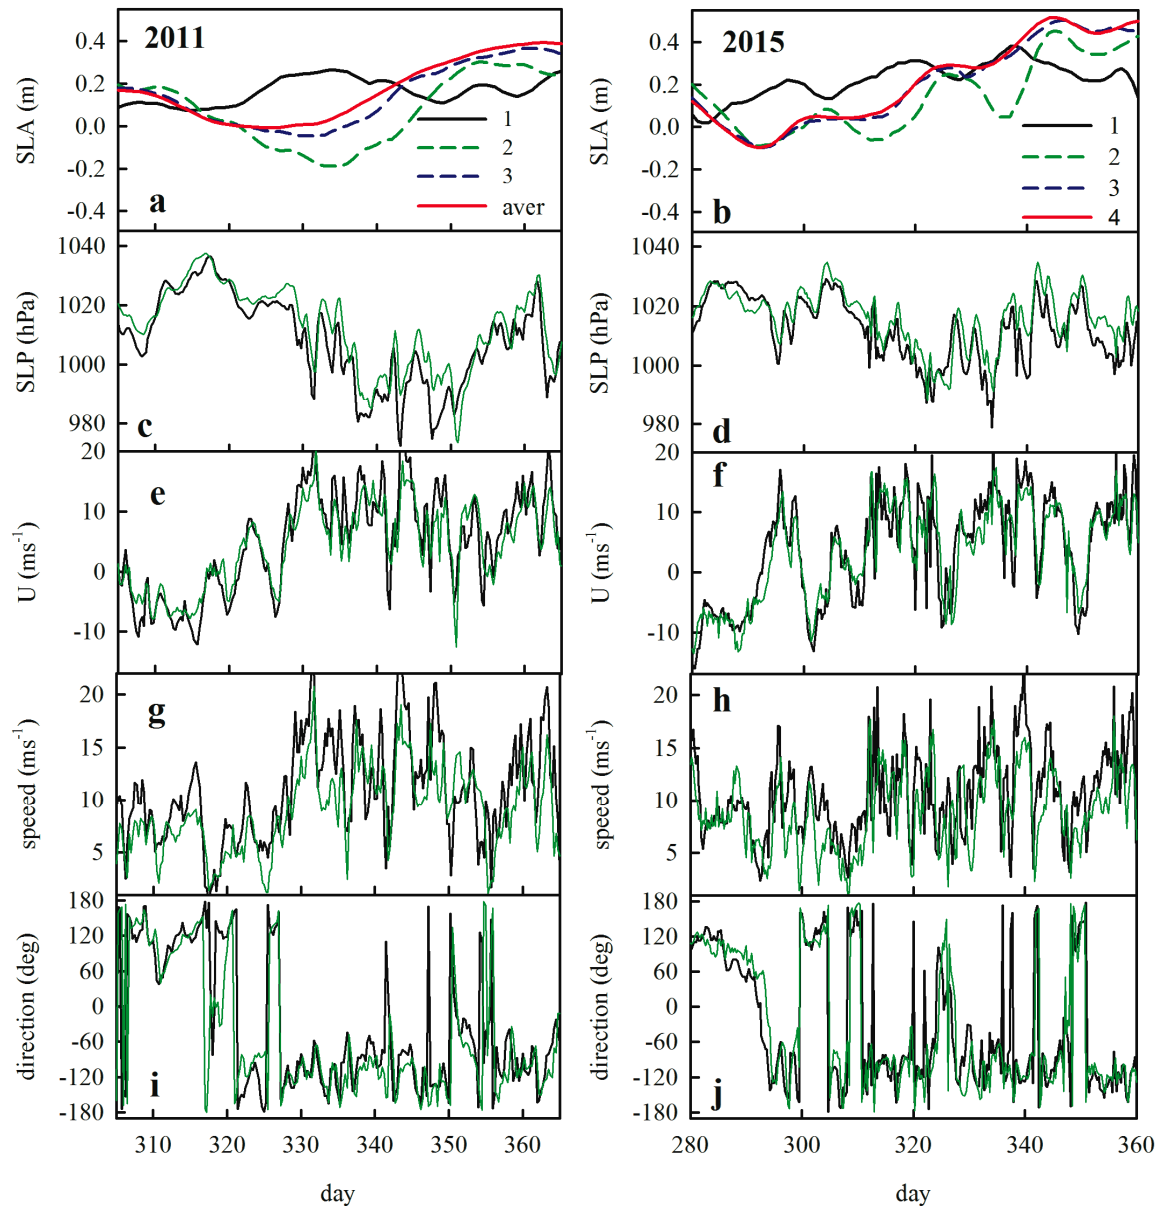 2011
SLA (m)
0.4
0.2
0.0
-0.2
-0.4
1
2
3
aver
a
2015
SLA (m)
0.4
0.2
0.0
-0.2
-0.4
1
2
3
4
b
SLP (hPa)
1040
1020
1000
980
c
SLP (hPa)
1040
1020
1000
980
d
U (ms⁻¹)
20
10
0
-10
e
U (ms⁻¹)
20
10
0
-10
f
speed (ms⁻¹)
20
15
10
5
g
speed (ms⁻¹)
20
15
10
5
h
direction (deg)
180
120
60
0
-60
-120
-180
i
310 320 330 340 350 360
day
direction (deg)
180
120
60
0
-60
-120
-180
j
280 300 320 340 360
day